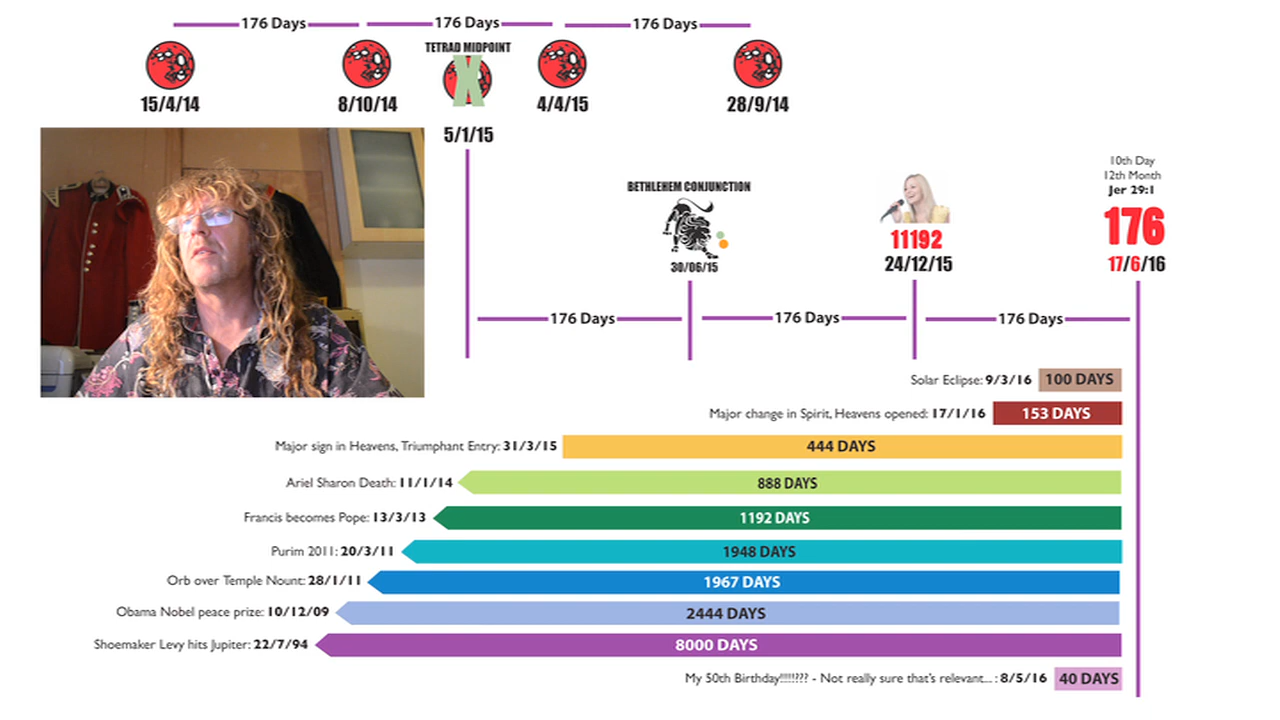 176 Days 176 Days 176 Days
TETRAD MIDPOINT
X
15/4/14 8/10/14 4/4/15 28/9/14
5/1/15
10th Day
12th Month
Jer 29:1
BETHLEHEM CONJUNCTION
176
11192
30/06/15 24/12/15 17/6/16
176 Days 176 Days 176 Days
Solar Eclipse: 9/3/16 100 DAYS
Major change in Spirit, Heavens opened: 17/1/16 153 DAYS
Major sign in Heavens, Triumphant Entry: 31/3/15 444 DAYS
Ariel Sharon Death: 11/1/14 888 DAYS
Francis becomes Pope: 13/3/13 1192 DAYS
Purim 2011: 20/3/11 1948 DAYS
Orb over Temple Nount: 28/1/11 1967 DAYS
Obama Nobel peace prize: 10/12/09 2444 DAYS
Shoemaker Levy hits Jupiter: 22/7/94 8000 DAYS
My 50th Birthday!!!!!??? - Not really sure that's relevant... : 8/5/16 40 DAYS